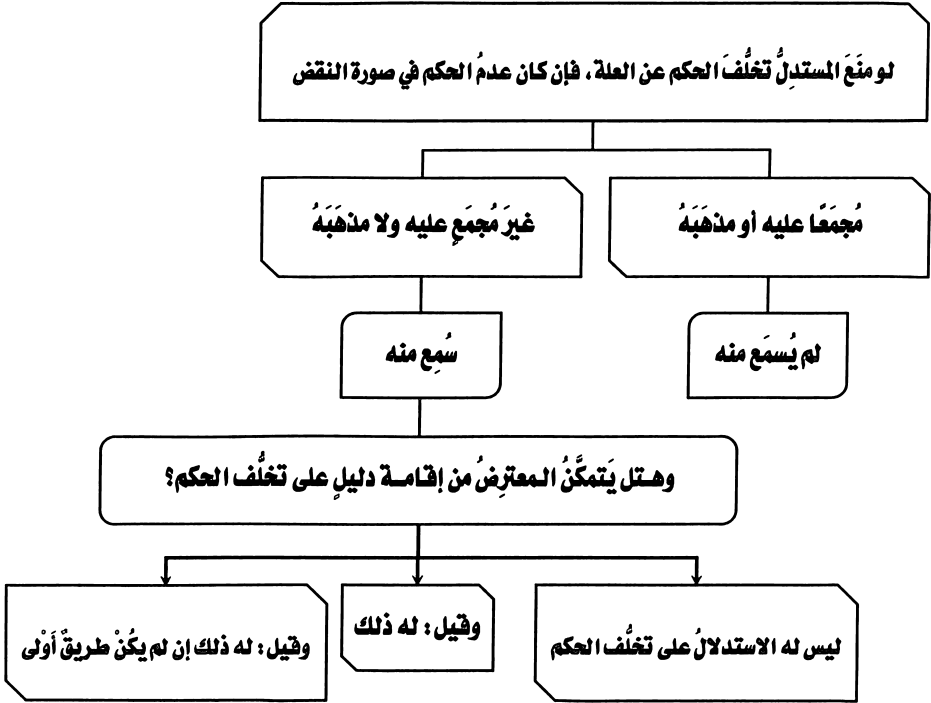 لو منَعَ المستدِلُّ تخلُّفَ الحكم عن العلة، فإن كان عدمُ الحكم في صورة النقض
مُجمَعًا عليه أو مذهَبَهُ
غيرَ مُجمَعٍ عليه ولا مذهَبَهُ
لم يُسمَع منه
سُمِع منه
وهـتل يَتمكَّنُ المعترِضُ من إقامة دليلٍ على تخلُّف الحكم؟
ليس له الاستدلالُ على تخلُّف الحكم
وقيل: له ذلك
وقيل: له ذلك إن لم يكُنْ طريقٌ أَوْلى